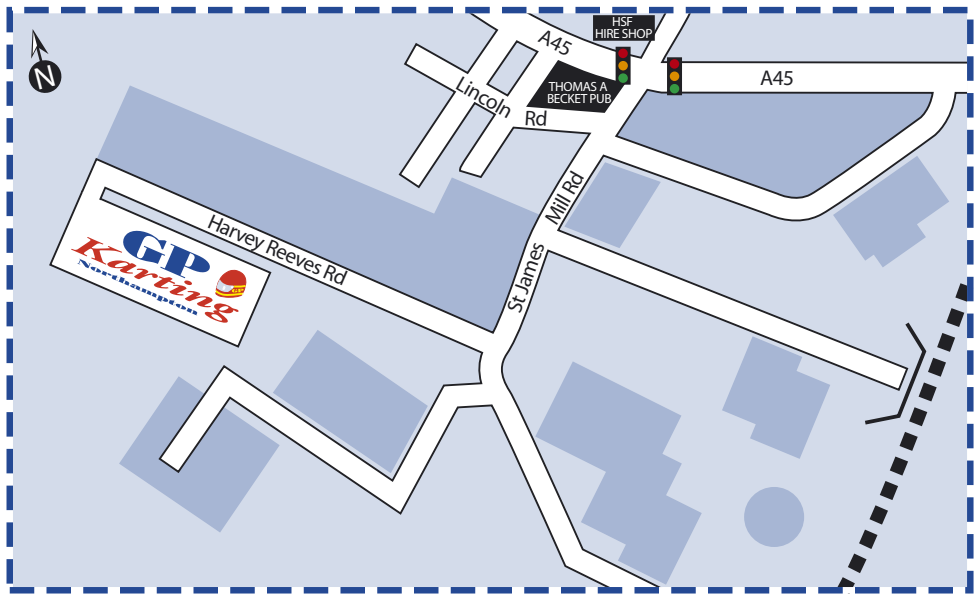 HSF
HIRE SHOP
A45
A45
N
THOMAS A
BECKET PUB
Lincoln
Rd
Mill Rd
St James
Harvey Reeves Rd
GP
Karting
Northampton